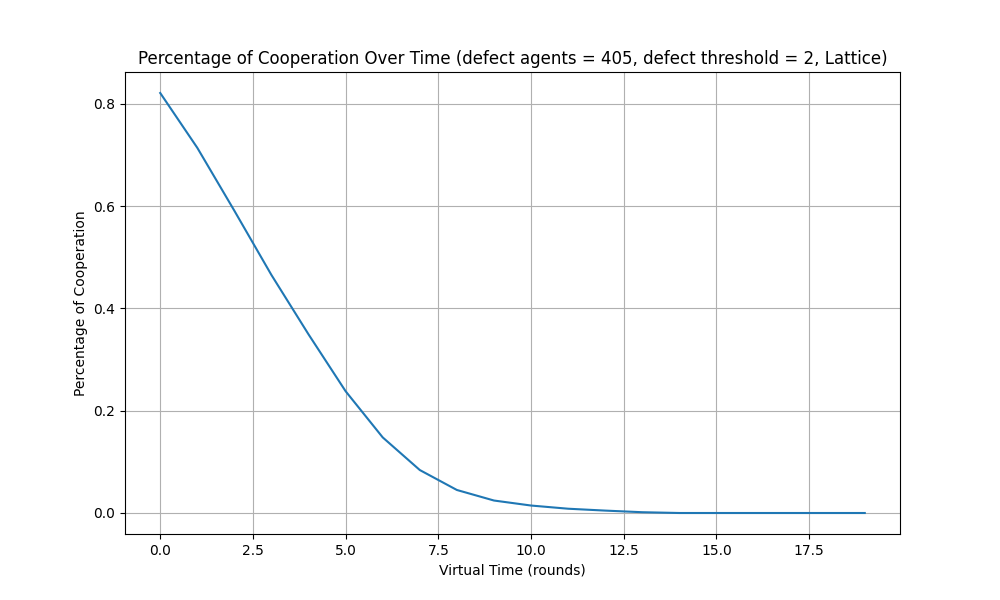 Percentage of Cooperation Over Time (defect agents = 405, defect threshold = 2, Lattice)
Percentage of Cooperation
0.8
0.6
0.4
0.2
0.0
0.0 2.5 5.0 7.5 10.0 12.5 15.0 17.5
Virtual Time (rounds)